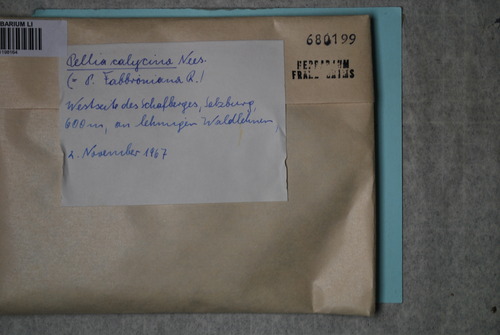 BARIUM LI
680199
HERBARIUM
FRANZ GRIMS
Pellia calycina Nees.
(= P. Fabbroniana R.)
Westseite des Schafberges, Salzburg,
600 m, an lehmigen
2. November 1967